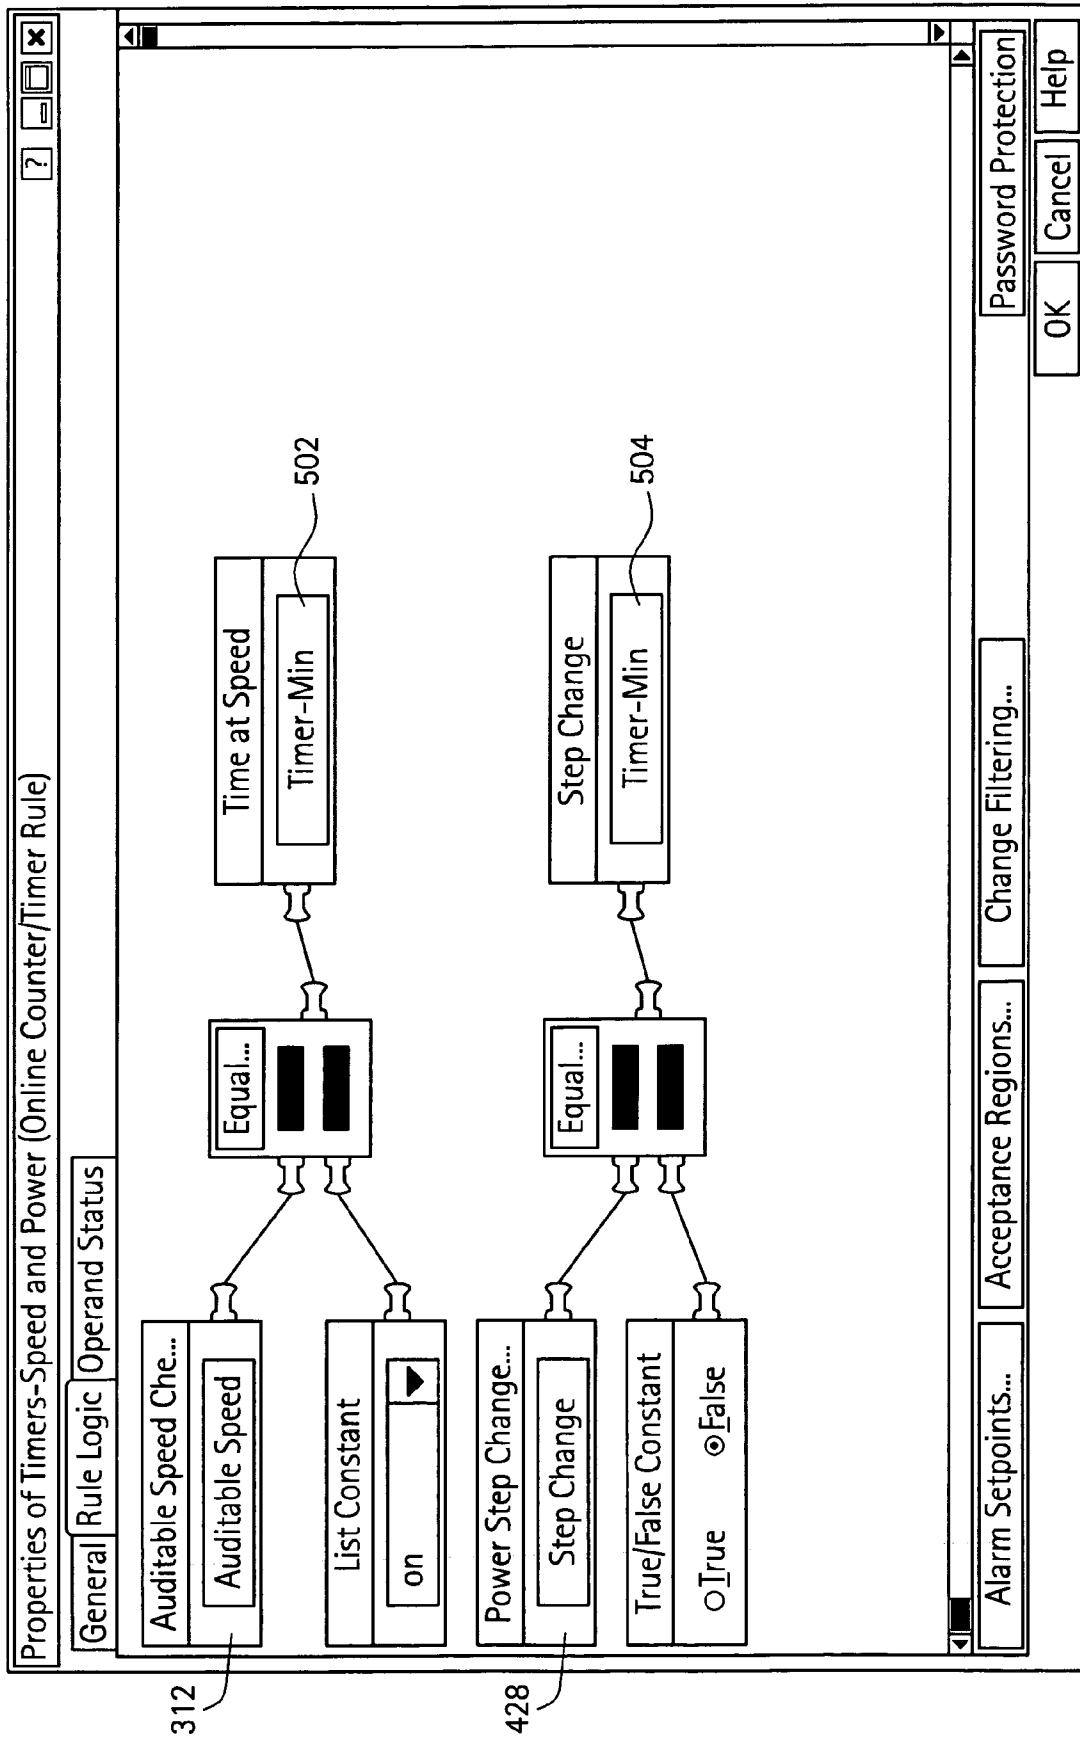 Properties of Timers-Speed and Power (Online Counter/Timer Rule)
?
General
Rule Logic
Operand Status
Auditable Speed Che...
Auditable Speed
312
List Constant
on
Equal...
Time at Speed
Timer-Min
502
Power Step Change...
Step Change
428
True/False Constant
True
False
Equal...
Step Change
Timer-Min
504
Alarm Setpoints...
Acceptance Regions...
Change Filtering...
Password Protection
OK
Cancel
Help